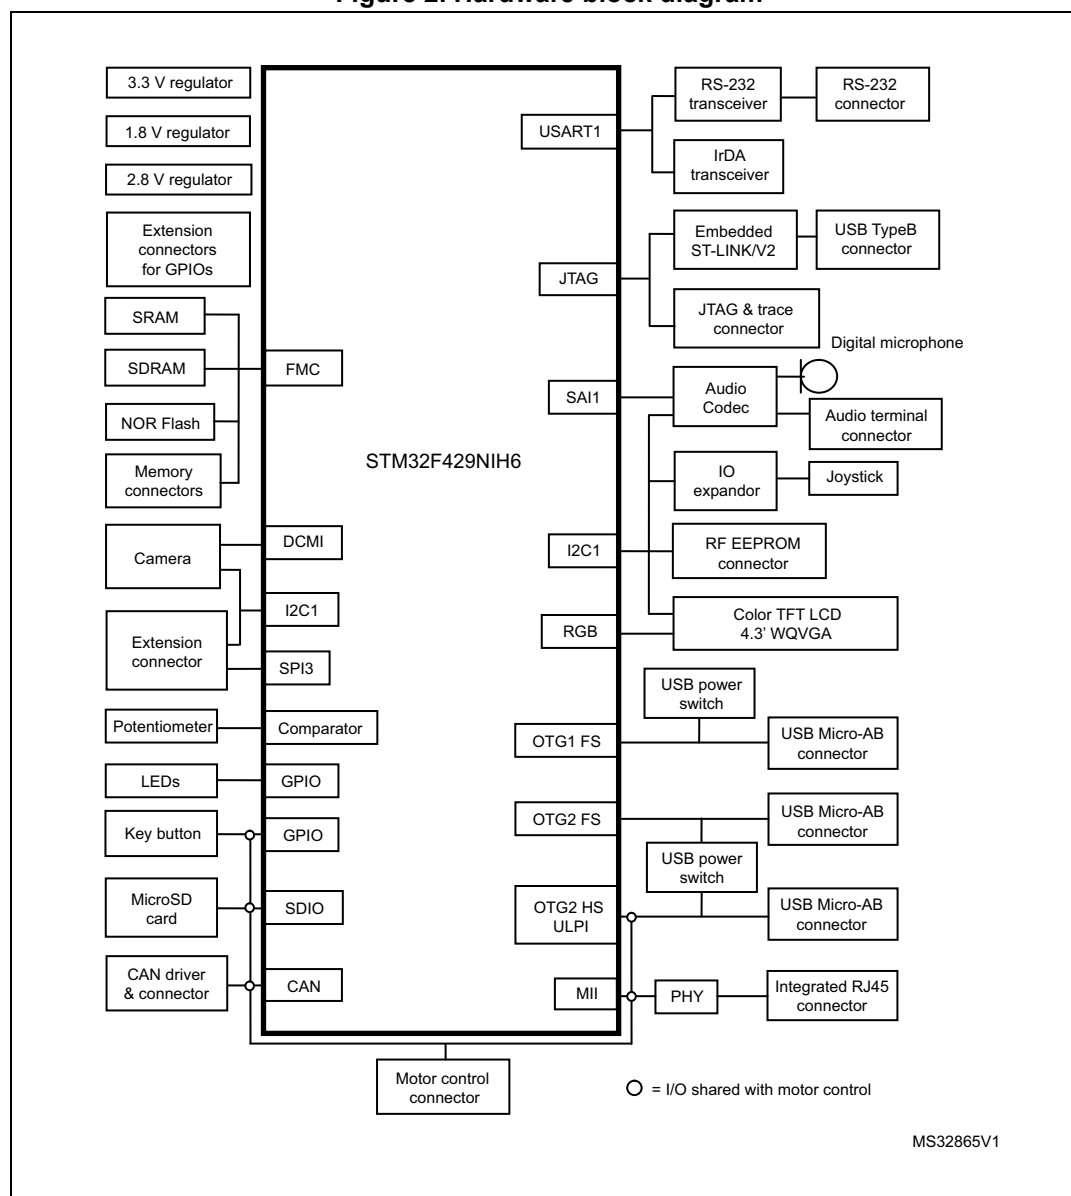 Figure 2. Hardware block diagram
3.3 V regulator
1.8 V regulator
2.8 V regulator
Extension
connectors
for GPIOs
SRAM
SDRAM
NOR Flash
Memory
connectors
Camera
Extension
connector
Potentiometer
LEDs
Key button
MicroSD
card
CAN driver
& connector
FMC
DCMI
I2C1
SPI3
Comparator
GPIO
GPIO
SDIO
CAN
STM32F429NIH6
USART1
JTAG
SAI1
I2C1
RGB
OTG1 FS
OTG2 FS
OTG2 HS
ULPI
MII
RS-232
transceiver
RS-232
connector
IrDA
transceiver
Embedded
ST-LINK/V2
USB TypeB
connector
JTAG & trace
connector
Digital microphone
Audio
Codec
Audio terminal
connector
IO
expandor
Joystick
RF EEPROM
connector
Color TFT LCD
4.3' WQVGA
USB power
switch
USB Micro-AB
connector
USB Micro-AB
connector
USB power
switch
USB Micro-AB
connector
PHY
Integrated RJ45
connector
Motor control
connector
= I/O shared with motor control
MS32865V1